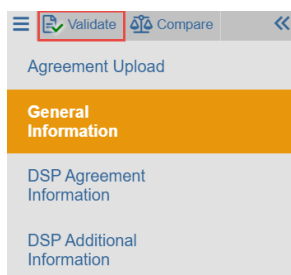 Validate Compare
Agreement Upload
General
Information
DSP Agreement
Information
DSP Additional
Information